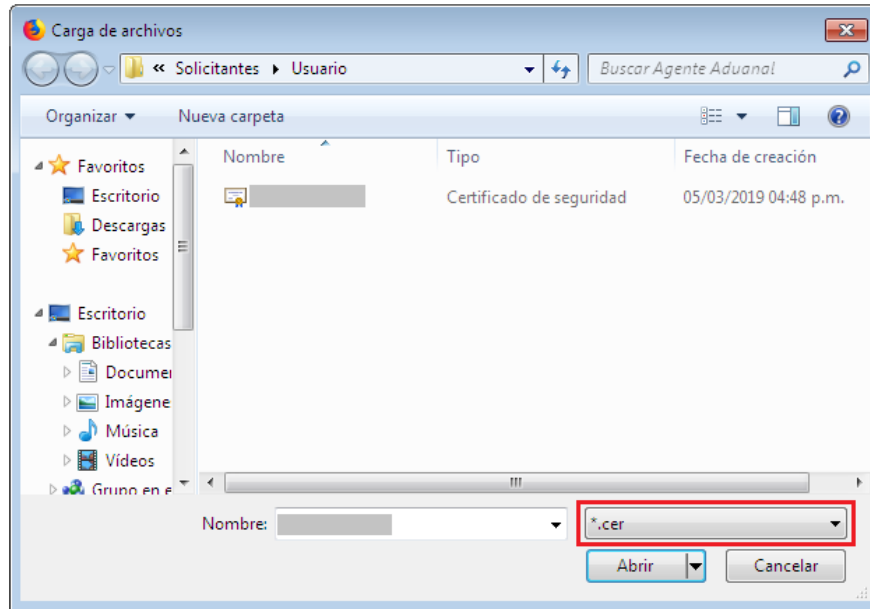 Carga de archivos
« Solicitantes Usuario
Buscar Agente Aduanal
Organizar Nueva carpeta
Favoritos
Escritorio
Descargas
Favoritos
Escritorio
Bibliotecas
Documei
Imágene
Música
Vídeos
Grupo en e
Nombre Tipo Fecha de creación
Certificado de seguridad 05/03/2019 04:48 p.m.
Nombre: *.cer
Abrir Cancelar